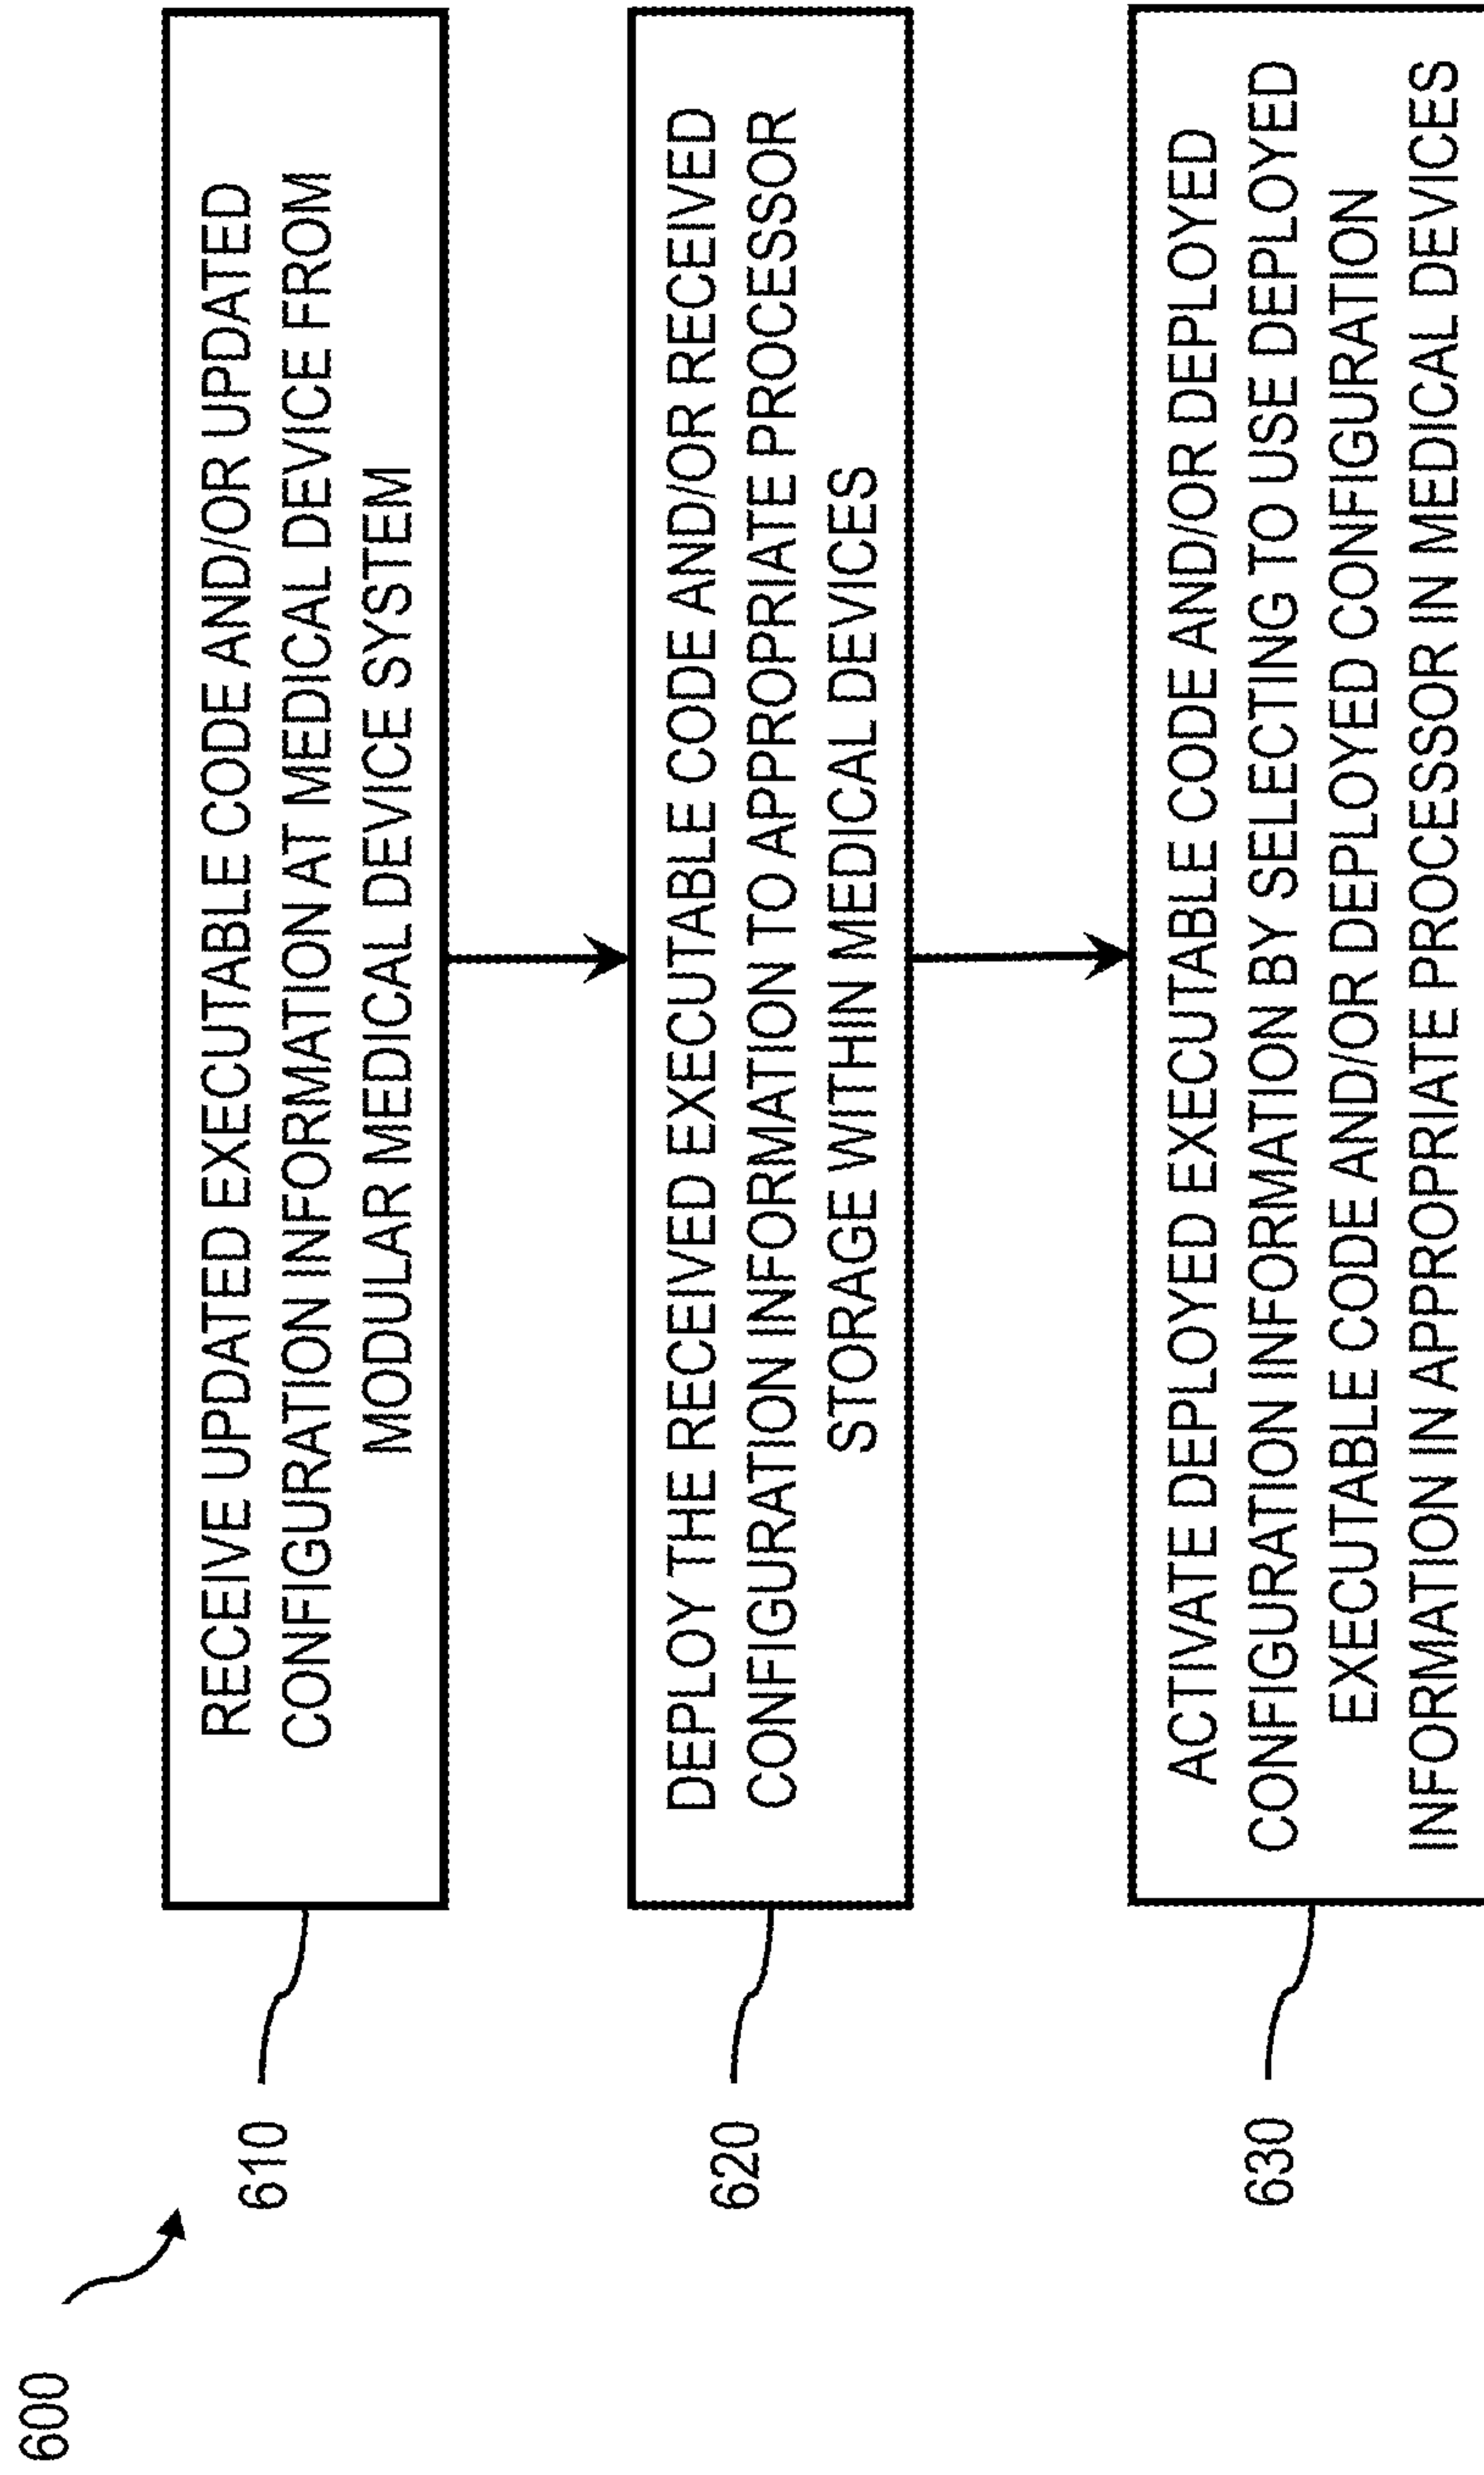 600
610
RECEIVE UPDATED EXECUTABLE CODE AND/OR UPDATED
CONFIGURATION INFORMATION AT MEDICAL DEVICE FROM
MODULAR MEDICAL DEVICE SYSTEM
620
DEPLOY THE RECEIVED EXECUTABLE CODE AND/OR RECEIVED
CONFIGURATION INFORMATION TO APPROPRIATE PROCESSOR
STORAGE WITHIN MEDICAL DEVICES
630
ACTIVATE DEPLOYED EXECUTABLE CODE AND/OR DEPLOYED
CONFIGURATION INFORMATION BY SELECTING TO USE DEPLOYED
EXECUTABLE CODE AND/OR DEPLOYED CONFIGURATION
INFORMATION IN APPROPRIATE PROCESSOR IN MEDICAL DEVICES